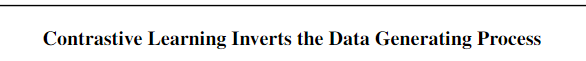 Contrastive Learning Inverts the Data Generating Process